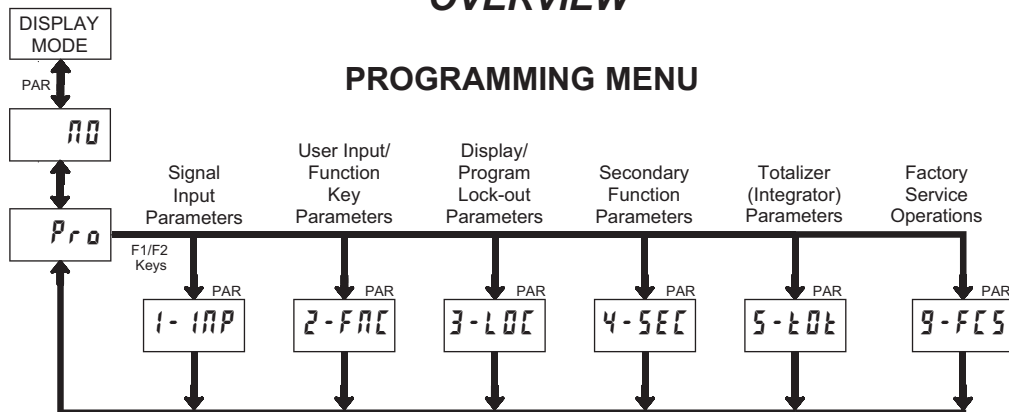 OVERVIEW
PROGRAMMING MENU
DISPLAY
MODE
PAR
NO
Pro
F1/F2
Keys
Signal
Input
Parameters
User Input/
Function
Key
Parameters
Display/
Program
Lock-out
Parameters
Secondary
Function
Parameters
Totalizer
(Integrator)
Parameters
Factory
Service
Operations
PAR
1-INP
PAR
2-FNC
PAR
3-LOC
PAR
4-SEC
PAR
5-tOt
PAR
9-FCS